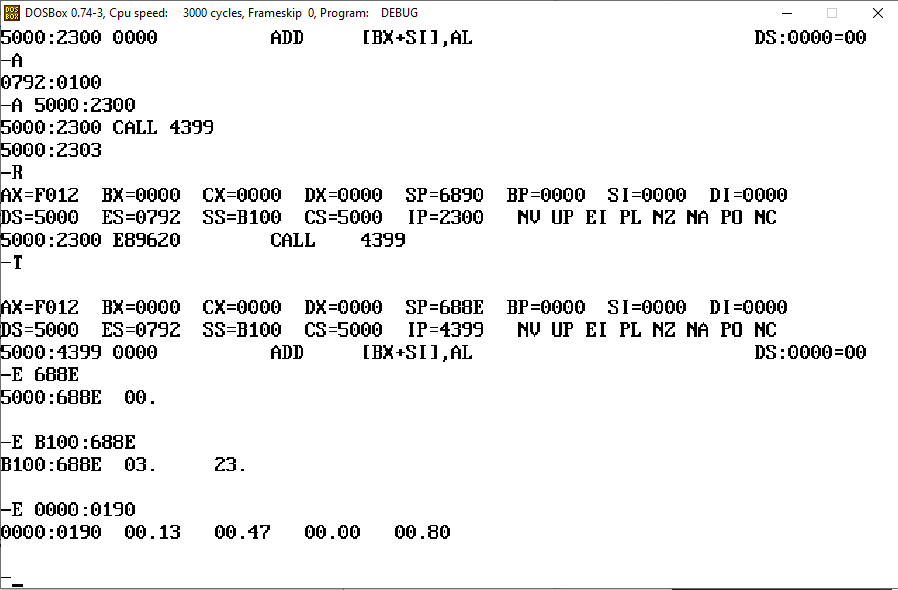 DOSBox 0.74-3, Cpu speed: 3000 cycles, Frameskip 0, Program: DEBUG
5000:2300 0000 ADD [BX+SI],AL DS:0000=00
-A
0792:0100
-A 5000:2300
5000:2300 CALL 4399
5000:2303
-R
AX=F012 BX=0000 CX=0000 DX=0000 SP=6890 BP=0000 SI=0000 DI=0000
DS=5000 ES=0792 SS=B100 CS=5000 IP=2300 NV UP EI PL NZ NA PO NC
5000:2300 E89620 CALL 4399
-T
AX=F012 BX=0000 CX=0000 DX=0000 SP=688E BP=0000 SI=0000 DI=0000
DS=5000 ES=0792 SS=B100 CS=5000 IP=4399 NV UP EI PL NZ NA PO NC
5000:4399 0000 ADD [BX+SI],AL DS:0000=00
-E 688E
5000:688E 00.
-E B100:688E
B100:688E 03. 23.
-E 0000:0190
0000:0190 00.13 00.47 00.00 00.80
-_